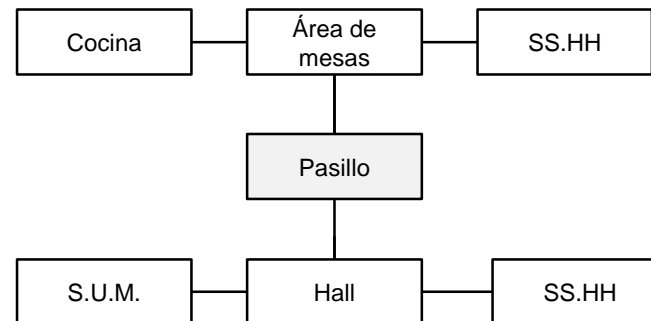 Cocina
Área de
mesas
SS.HH
Pasillo
S.U.M.
Hall
SS.HH